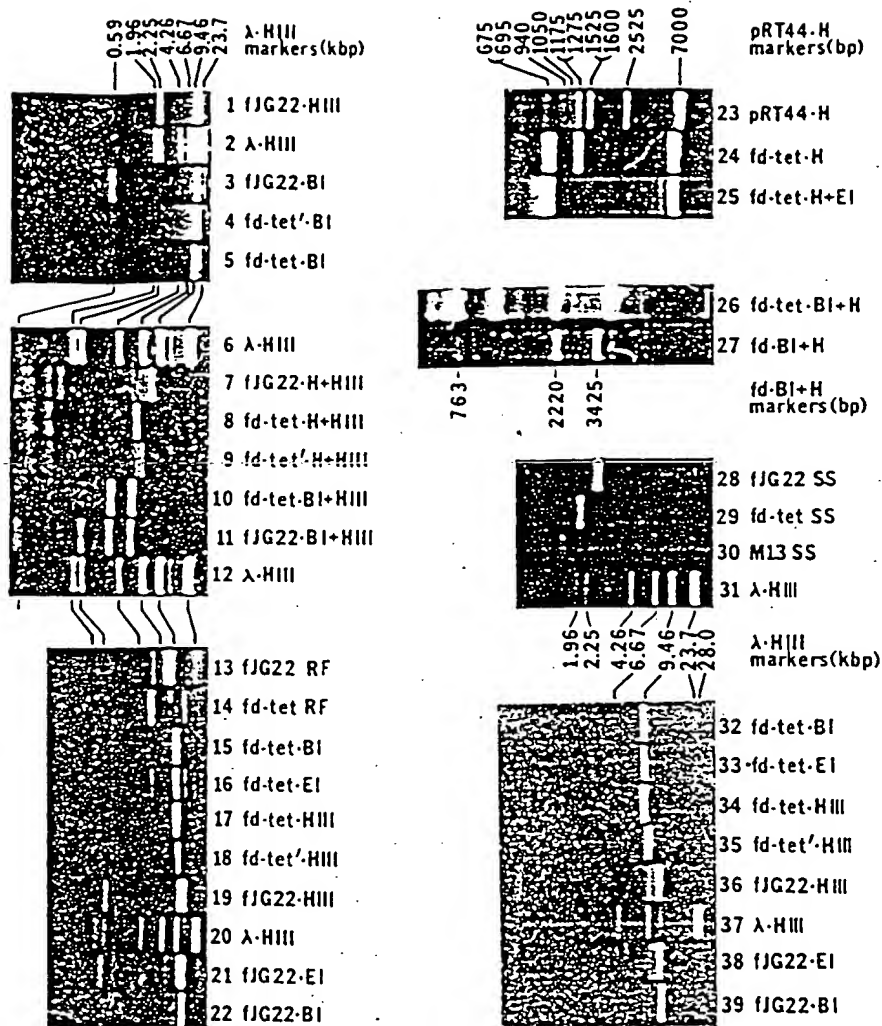 0.59 1.96 2.25 4.26 6.67 9.46 23.7
λ·HIII
markers(kbp)
1 fJG22·HIII
2 λ·HIII
3 fJG22·BI
4 fd-tet′·BI
5 fd-tet·BI
6 λ·HIII
7 fJG22·H+HIII
8 fd-tet·H+HIII
9 fd-tet′·H+HIII
10 fd-tet·BI+HIII
11 fJG22·BI+HIII
12 λ·HIII
13 fJG22 RF
14 fd-tet RF
15 fd-tet·BI
16 fd-tet·EI
17 fd-tet·HIII
18 fd-tet′·HIII
19 fJG22·HIII
20 λ·HIII
21 fJG22·EI
22 fJG22·BI
675 695 940 1050 1175 1275 1525 1600 2525 7000
pRT44·H
markers(bp)
23 pRT44·H
24 fd-tet·H
25 fd-tet·H+EI
26 fd-tet·BI+H
27 fd·BI+H
763- 2220- 3425-
fd·BI+H
markers(bp)
28 fJG22 SS
29 fd-tet SS
30 M13 SS
31 λ·HIII
1.96 2.25 4.26 6.67 9.46 23.7 28.0
λ·HIII
markers(kbp)
32 fd-tet·BI
33·fd-tet·EI
34 fd-tet·HIII
35 fd-tet′·HIII
36 fJG22·HIII
37 λ·HIII
38 fJG22·EI
39 fJG22·BI